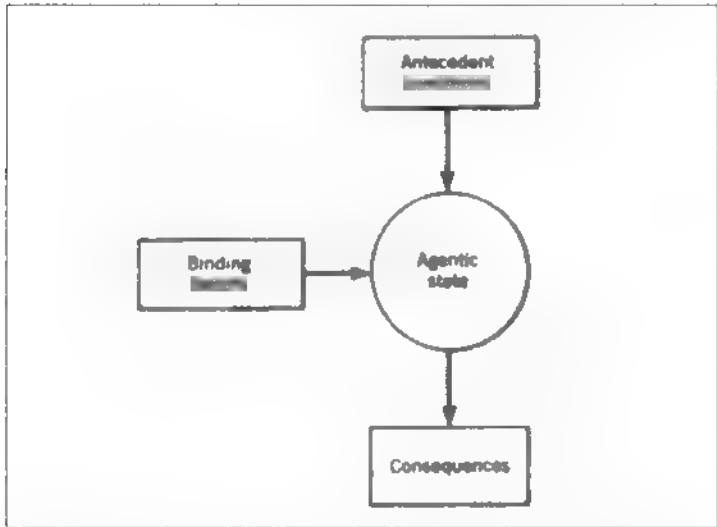 Antecedent
Binding
Agentic
state
Consequences